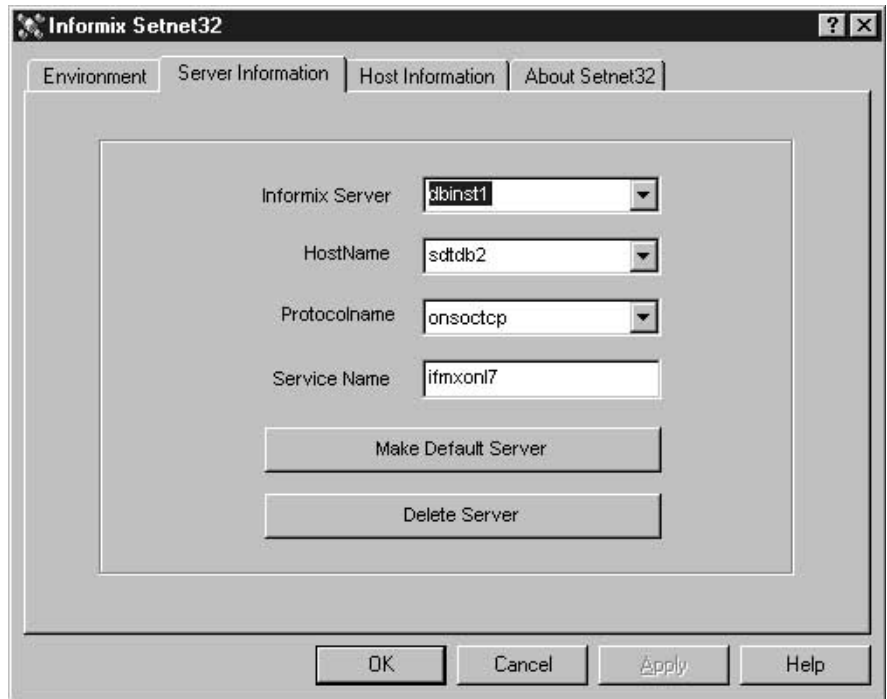 Informix Setnet32
Environment
Server Information
Host Information
About Setnet32
Informix Server
dbinst1
HostName
sdtdb2
Protocolname
onsoctcp
Service Name
ifmxonl7
Make Default Server
Delete Server
OK
Cancel
Apply
Help